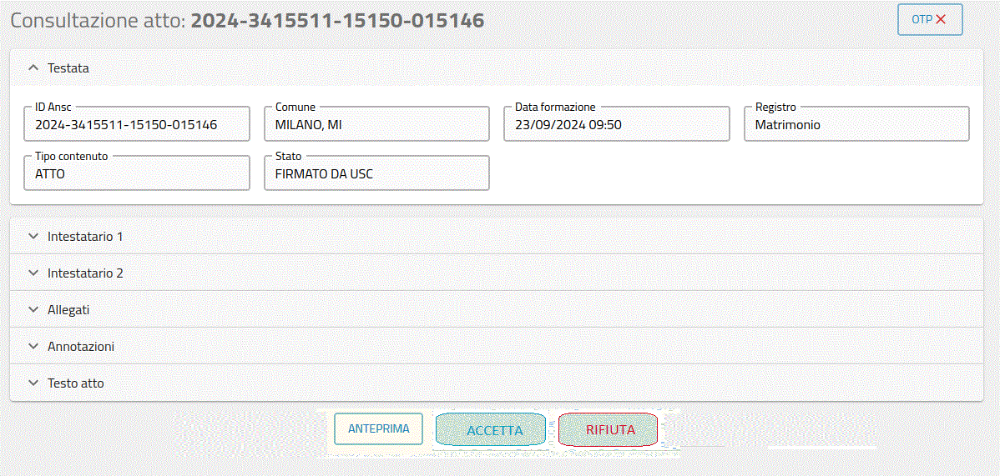 Consultazione atto: 2024-3415511-15150-015146
OTP
Testata
ID Ansc
2024-3415511-15150-015146
Comune
MILANO, MI
Data formazione
23/09/2024 09:50
Registro
Matrimonio
Tipo contenuto
ATTO
Stato
FIRMATO DA USC
Intestatario 1
Intestatario 2
Allegati
Annotazioni
Testo atto
ANTEPRIMA
ACCETTA
RIFIUTA